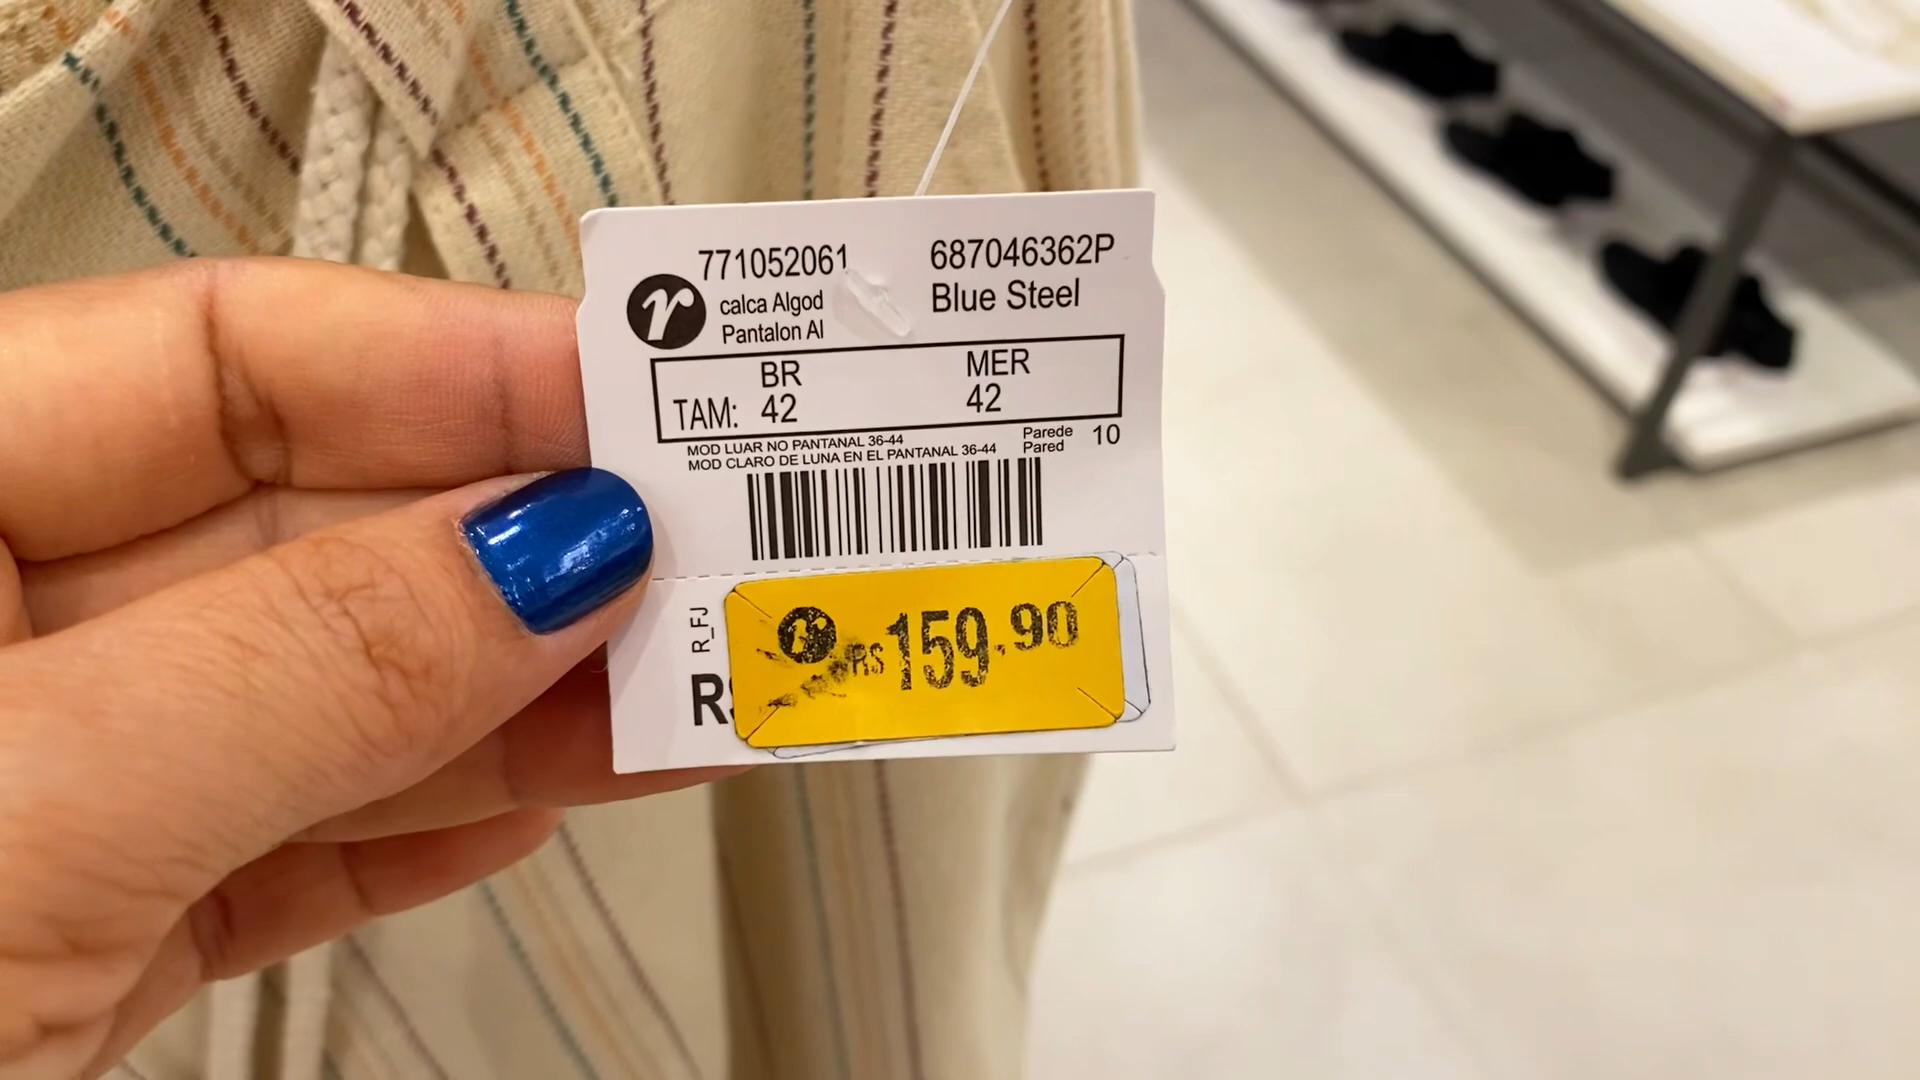 771052061 687046362P
r calca Algod Blue Steel
Pantalon Al
BR MER
TAM: 42 42
MOD LUAR NO PANTANAL 36-44 Parede 10
MOD CLARO DE LUNA EN EL PANTANAL 36-44 Pared
R_FJ
r R$159,90